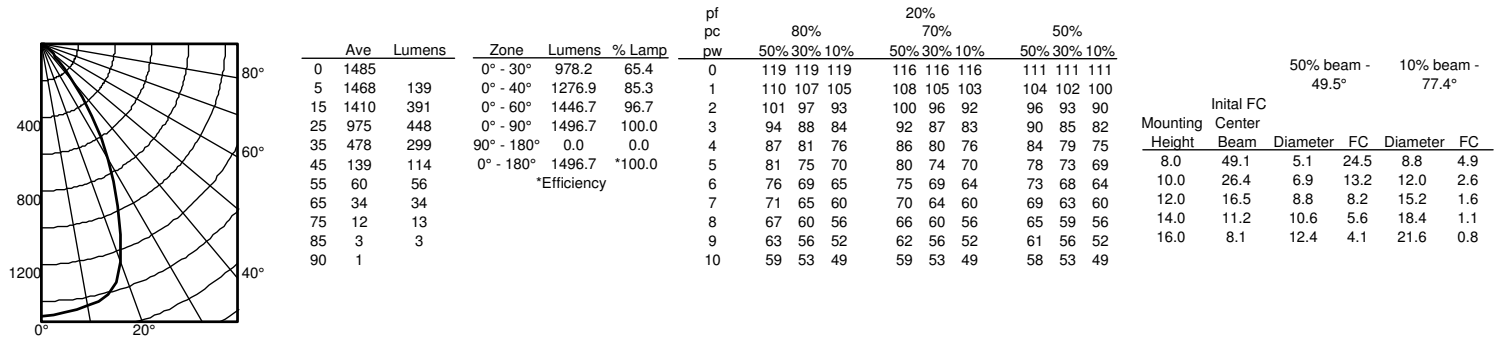 400
800
1200
0°
20°
40°
60°
80°
Ave Lumens
0 1485
5 1468 139
15 1410 391
25 975 448
35 478 299
45 139 114
55 60 56
65 34 34
75 12 13
85 3 3
90 1
Zone Lumens % Lamp
0° - 30° 978.2 65.4
0° - 40° 1276.9 85.3
0° - 60° 1446.7 96.7
0° - 90° 1496.7 100.0
90° - 180° 0.0 0.0
0° - 180° 1496.7 *100.0
*Efficiency
pf 20%
pc 80% 70% 50%
pw 50% 30% 10% 50% 30% 10% 50% 30% 10%
0 119 119 119 116 116 116 111 111 111
1 110 107 105 108 105 103 104 102 100
2 101 97 93 100 96 92 96 93 90
3 94 88 84 92 87 83 90 85 82
4 87 81 76 86 80 76 84 79 75
5 81 75 70 80 74 70 78 73 69
6 76 69 65 75 69 64 73 68 64
7 71 65 60 70 64 60 69 63 60
8 67 60 56 66 60 56 65 59 56
9 63 56 52 62 56 52 61 56 52
10 59 53 49 59 53 49 58 53 49
50% beam - 10% beam -
49.5° 77.4°
Inital FC
Mounting Center
Height Beam Diameter FC Diameter FC
8.0 49.1 5.1 24.5 8.8 4.9
10.0 26.4 6.9 13.2 12.0 2.6
12.0 16.5 8.8 8.2 15.2 1.6
14.0 11.2 10.6 5.6 18.4 1.1
16.0 8.1 12.4 4.1 21.6 0.8